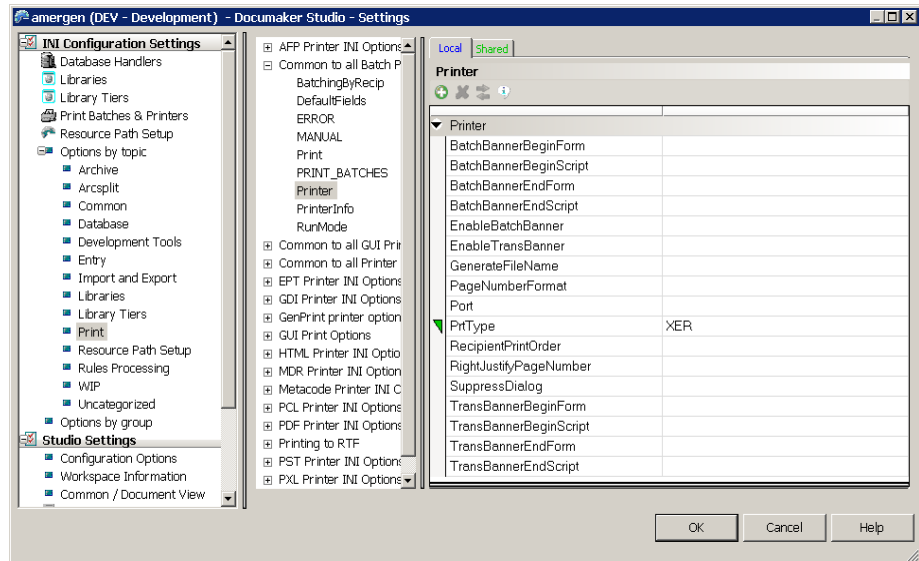 amergen (DEV - Development) - Documaker Studio - Settings
INI Configuration Settings
Database Handlers
Libraries
Library Tiers
Print Batches & Printers
Resource Path Setup
Options by topic
Archive
Arcsplit
Common
Database
Development Tools
Entry
Import and Export
Libraries
Library Tiers
Print
Resource Path Setup
Rules Processing
WIP
Uncategorized
Options by group
Studio Settings
Configuration Options
Workspace Information
Common / Document View
AFP Printer INI Options
Common to all Batch P
BatchingByRecip
DefaultFields
ERROR
MANUAL
Print
PRINT_BATCHES
Printer
PrinterInfo
RunMode
Common to all GUI Prin
Common to all Printer
EPT Printer INI Options
GDI Printer INI Options
GenPrint printer option
GUI Print Options
HTML Printer INI Optio
MDR Printer INI Option
Metacode Printer INI O
PCL Printer INI Options
PDF Printer INI Options
Printing to RTF
PST Printer INI Options
PXL Printer INI Options
Local Shared
Printer
Printer
BatchBannerBeginForm
BatchBannerBeginScript
BatchBannerEndForm
BatchBannerEndScript
EnableBatchBanner
EnableTransBanner
GenerateFileName
PageNumberFormat
Port
PrtType XER
RecipientPrintOrder
RightJustifyPageNumber
SuppressDialog
TransBannerBeginForm
TransBannerBeginScript
TransBannerEndForm
TransBannerEndScript
OK Cancel Help